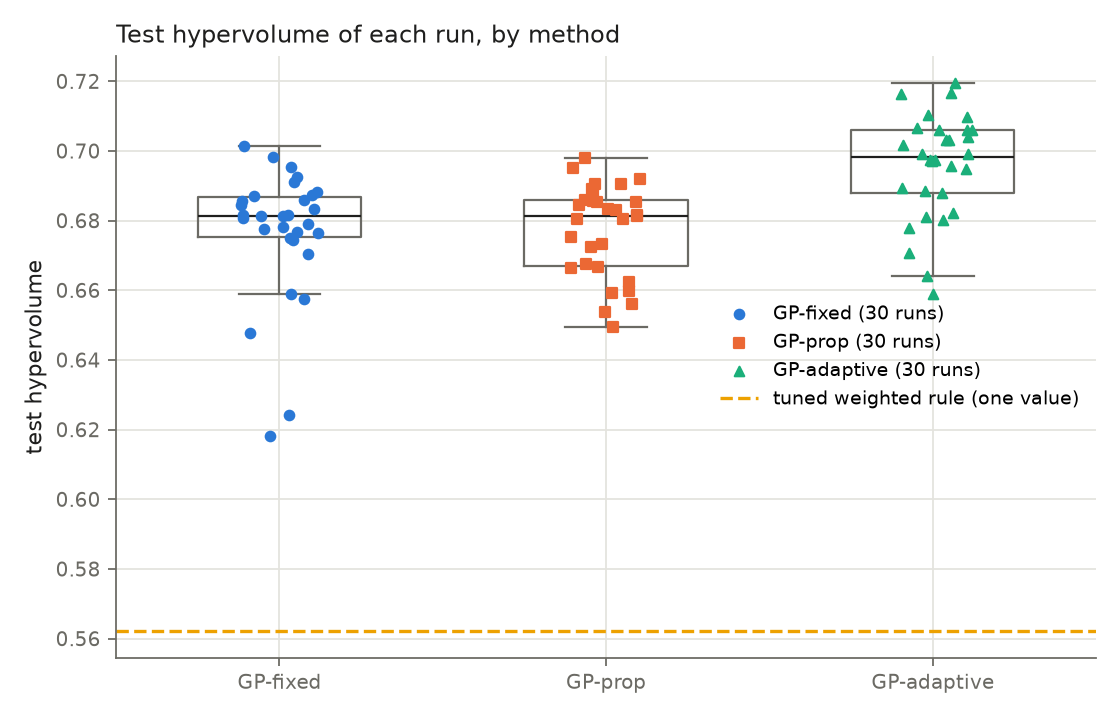 Test hypervolume of each run, by method
test hypervolume
0.72
0.70
0.68
0.66
0.64
0.62
0.60
0.58
0.56
GP-fixed (30 runs)
GP-prop (30 runs)
GP-adaptive (30 runs)
tuned weighted rule (one value)
GP-fixed
GP-prop
GP-adaptive